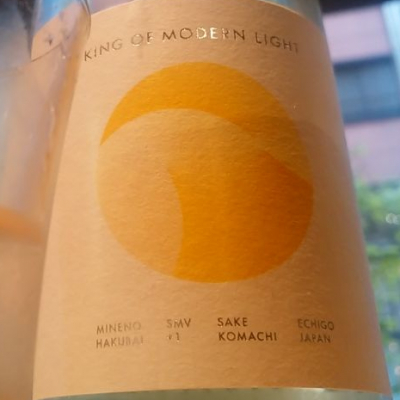 KING OF MODERN LIGHT
MINENO SMV SAKE ECHIGO
HAKUBAI +1 KOMACHI JAPAN